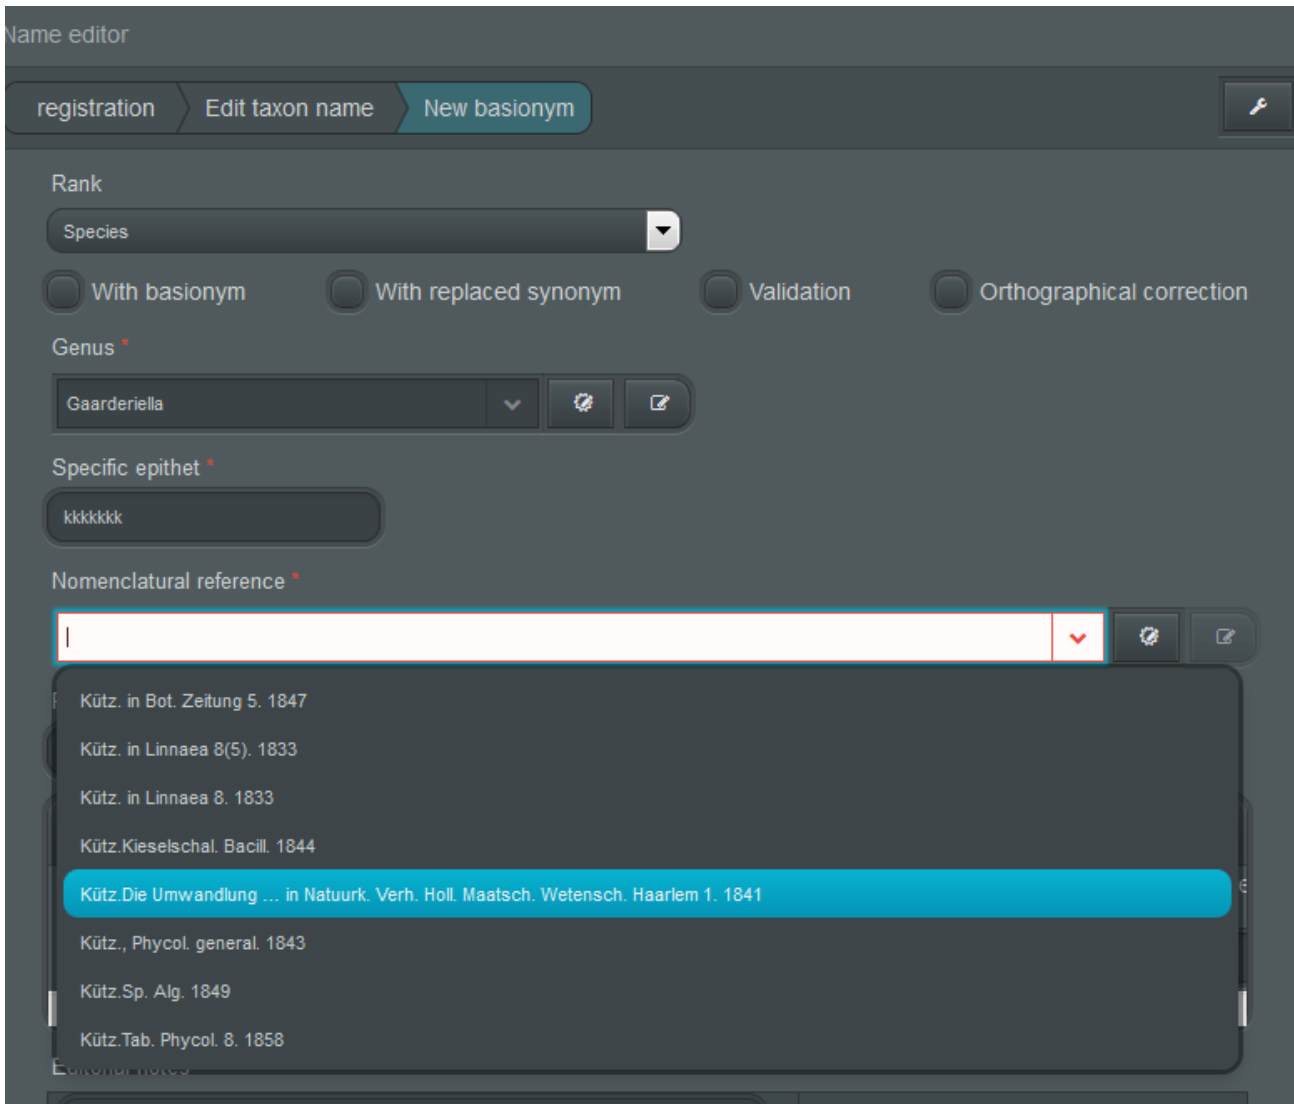 Name editor
registration Edit taxon name New basionym
Rank
Species
With basionym With replaced synonym Validation Orthographical correction
Genus *
Gaarderiella
Specific epithet *
kkkkkkk
Nomenclatural reference *
Kütz. in Bot. Zeitung 5. 1847
Kütz. in Linnaea 8(5). 1833
Kütz. in Linnaea 8. 1833
Kütz.Kieselschal. Bacill. 1844
Kütz.Die Umwandlung ... in Natuurk. Verh. Holl. Maatsch. Wetensch. Haarlem 1. 1841
Kütz., Phycol. general. 1843
Kütz.Sp. Alg. 1849
Kütz.Tab. Phycol. 8. 1858
Editorial notes